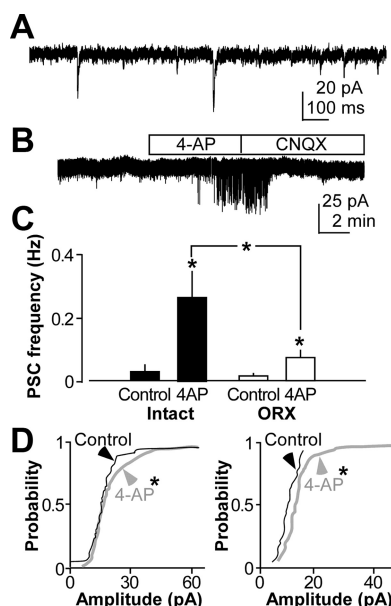 A
20 pA
100 ms
B
4-AP CNQX
25 pA
2 min
C
PSC frequency (Hz)
0.4
0.2
0
*
*
*
Control 4AP Control 4AP
Intact ORX
D
Probability
1
0.5
0
Control
4-AP
*
0 30 60
Amplitude (pA)
Probability
1
0.5
0
Control
4-AP
*
0 20 40
Amplitude (pA)